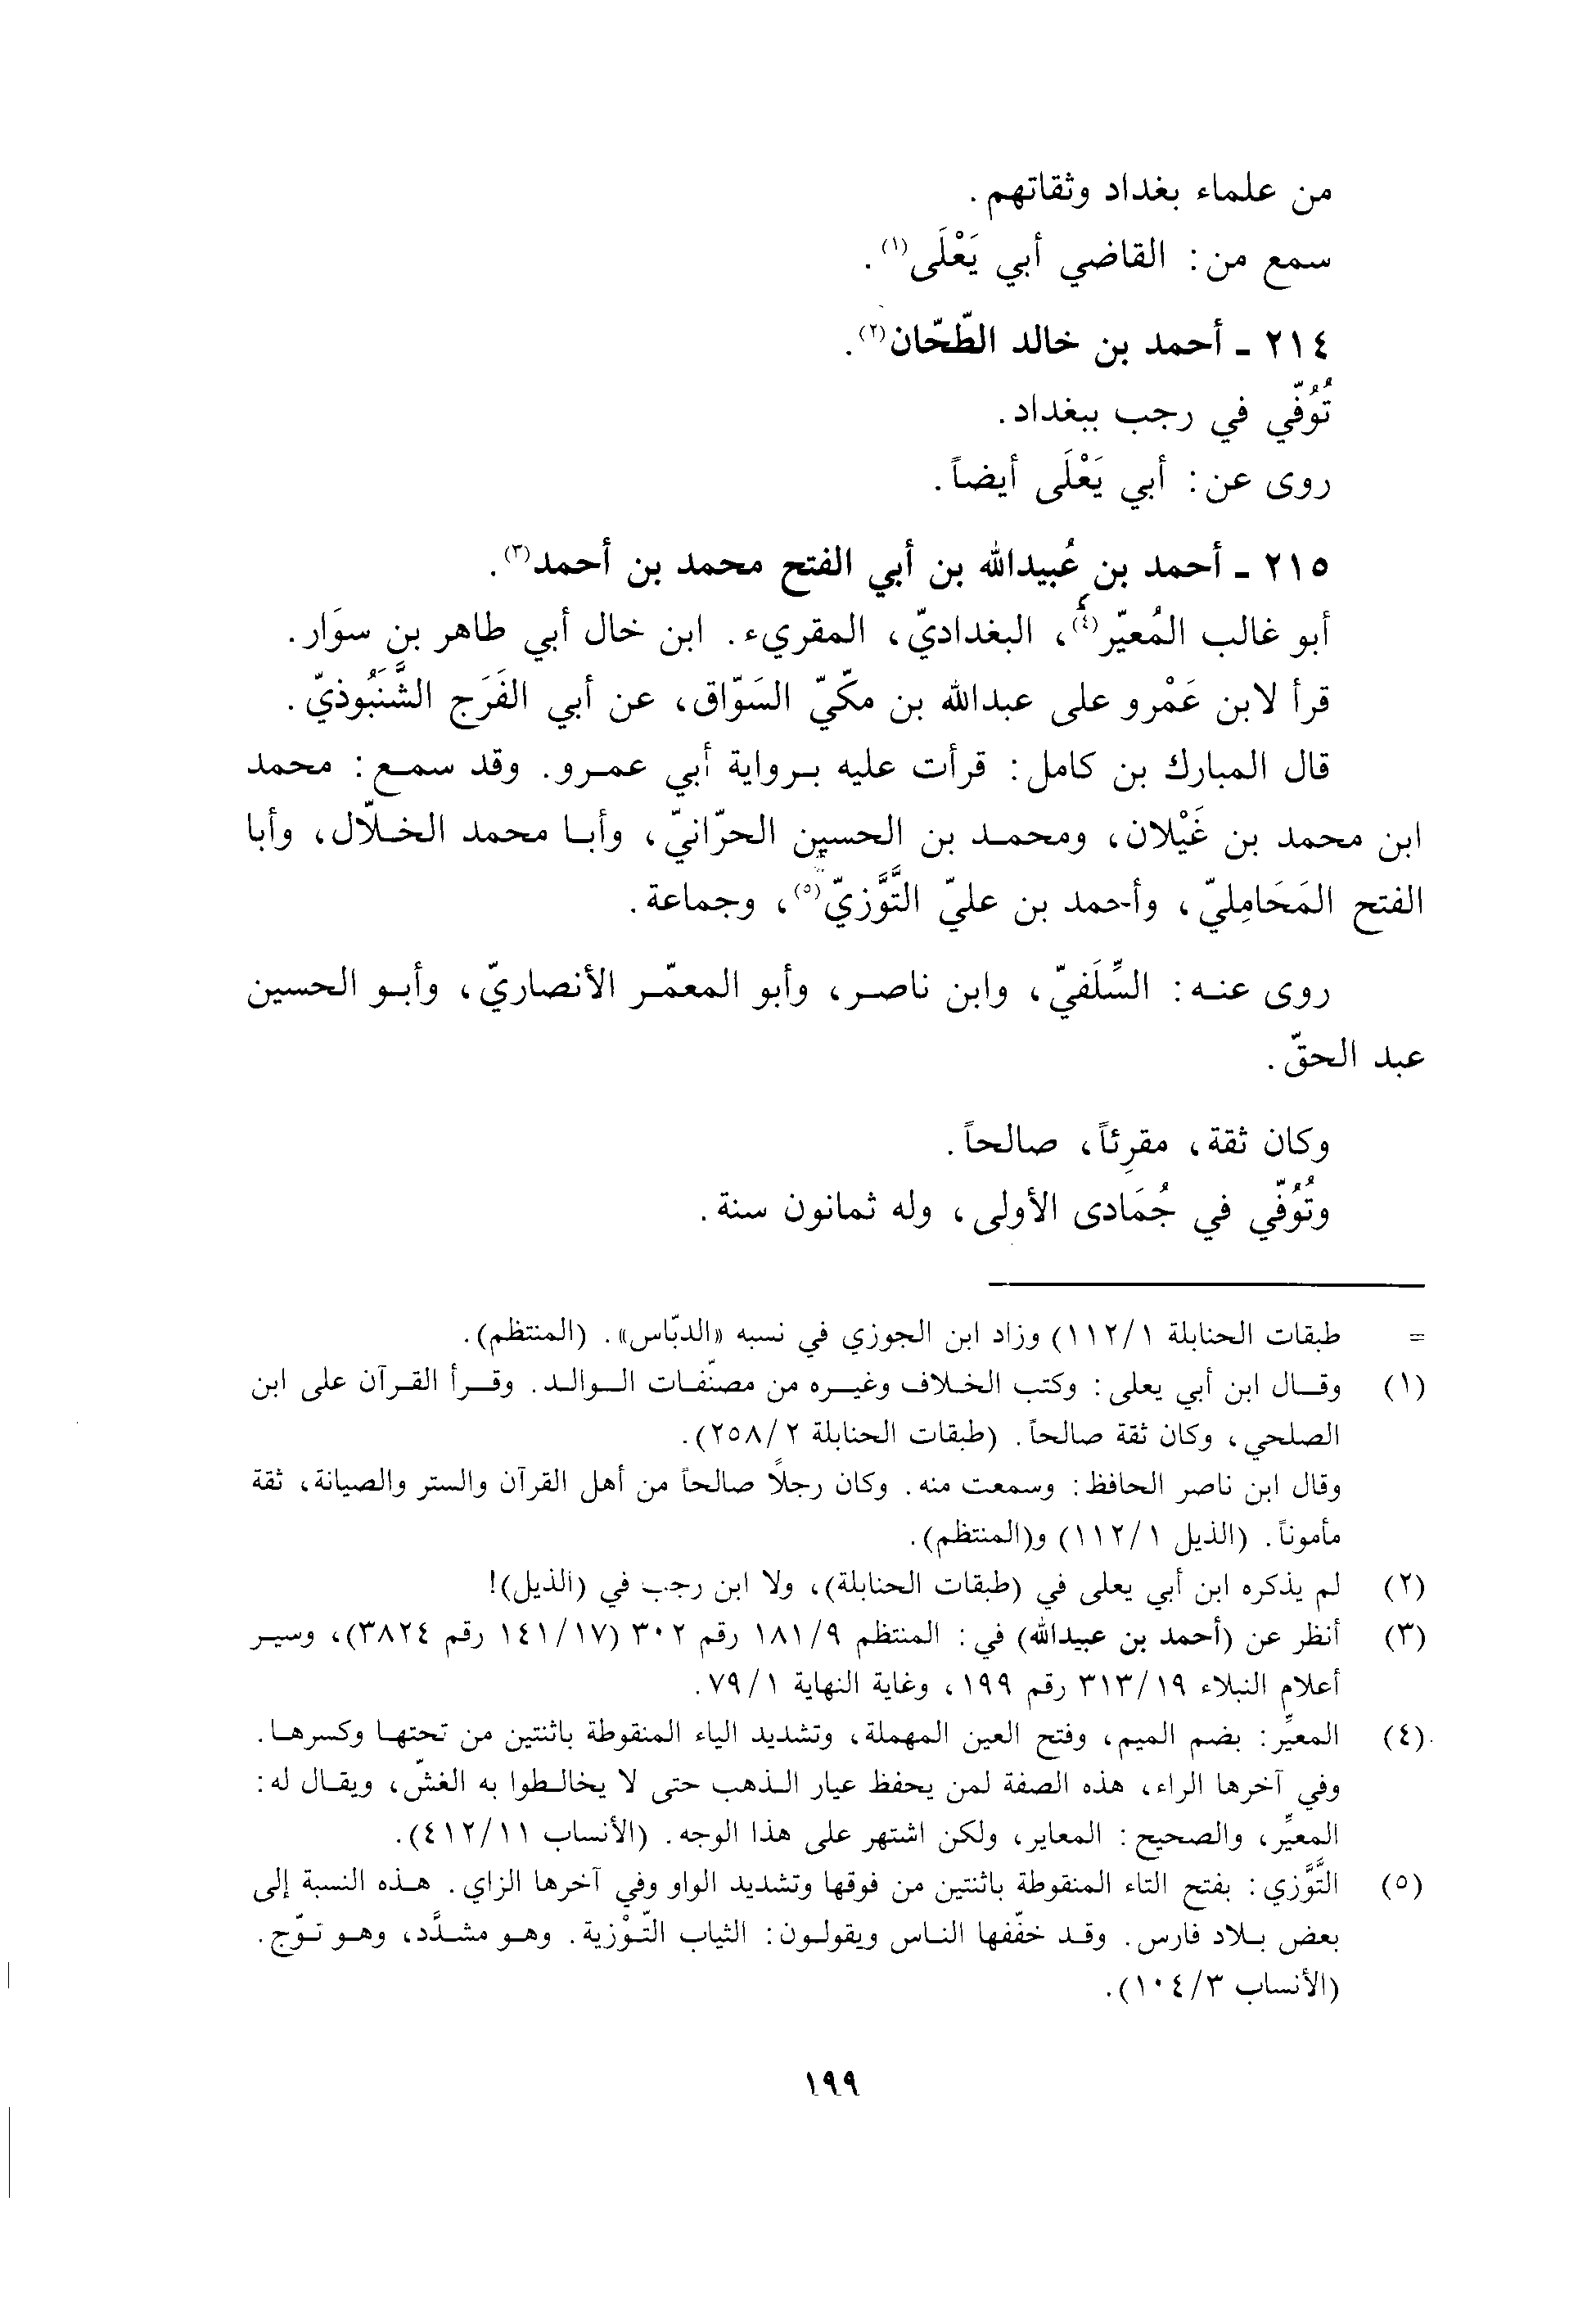 من علماء بغداد وثقاتهم.
سمع من: القاضي أبي يَعْلَى(١).
٢١٤ ـ أحمد بن خالد الطّحّان(٢).
تُوُفّي في رجب ببغداد.
روى عن: أبي يَعْلَى أيضاً.
٢١٥ ـ أحمد بن عُبيدالله بن أبي الفتح محمد بن أحمد(٣).
أبو غالب المُعيّر(٤)، البغداديّ، المقريء. ابن خال أبي طاهر بن سوَار.
قرأ لابن عَمْرو على عبدالله بن مكّيّ السَوّاق، عن أبي الفَرَج الشَّنَبُوذيّ.
قال المبارك بن كامل: قرأت عليه برواية أبي عمرو. وقد سمع: محمد
ابن محمد بن غَيْلان، ومحمد بن الحسين الحرّانيّ، وأبا محمد الخلّال، وأبا
الفتح المَحَامِليّ، وأحمد بن عليّ التَّوَّزيّ(٥)، وجماعة.
روى عنه: السِّلَفيّ، وابن ناصر، وأبو المعمّر الأنصاريّ، وأبو الحسين
عبد الحقّ.
وكان ثقة، مقرِئاً، صالحاً.
وتُوُفّي في جُمَادى الأولى، وله ثمانون سنة.
= طبقات الحنابلة ١/١١٢) وزاد ابن الجوزي في نسبه «الدبّاس». (المنتظم).
(١) وقال ابن أبي يعلى: وكتب الخلاف وغيره من مصنّفات الوالد. وقرأ القرآن على ابن
الصلحي، وكان ثقة صالحاً. (طبقات الحنابلة ٢/٢٥٨).
وقال ابن ناصر الحافظ: وسمعت منه. وكان رجلًا صالحاً من أهل القرآن والستر والصيانة، ثقة
مأموناً. (الذيل ١/١١٢) و(المنتظم).
(٢) لم يذكره ابن أبي يعلى في (طبقات الحنابلة)، ولا ابن رجب في (الذيل)!
(٣) أنظر عن (أحمد بن عبيدالله) في: المنتظم ٩/١٨١ رقم ٣٠٢ (١٧/١٤١ رقم ٣٨٢٤)، وسير
أعلام النبلاء ١٩/٣١٣ رقم ١٩٩، وغاية النهاية ١/٧٩.
(٤) المعيِّر: بضم الميم، وفتح العين المهملة، وتشديد الياء المنقوطة باثنتين من تحتها وكسرها.
وفي آخرها الراء، هذه الصفة لمن يحفظ عيار الذهب حتى لا يخالطوا به الغشّ، ويقال له:
المعيِّر، والصحيح: المعاير، ولكن اشتهر على هذا الوجه. (الأنساب ١١/٤١٢).
(٥) التَّوَّزي: بفتح التاء المنقوطة باثنتين من فوقها وتشديد الواو وفي آخرها الزاي. هذه النسبة إلى
بعض بلاد فارس. وقد خفّفها الناس ويقولون: الثياب التّوْزية. وهو مشدَّد، وهو توّج.
(الأنساب ٣/١٠٤).
١٩٩